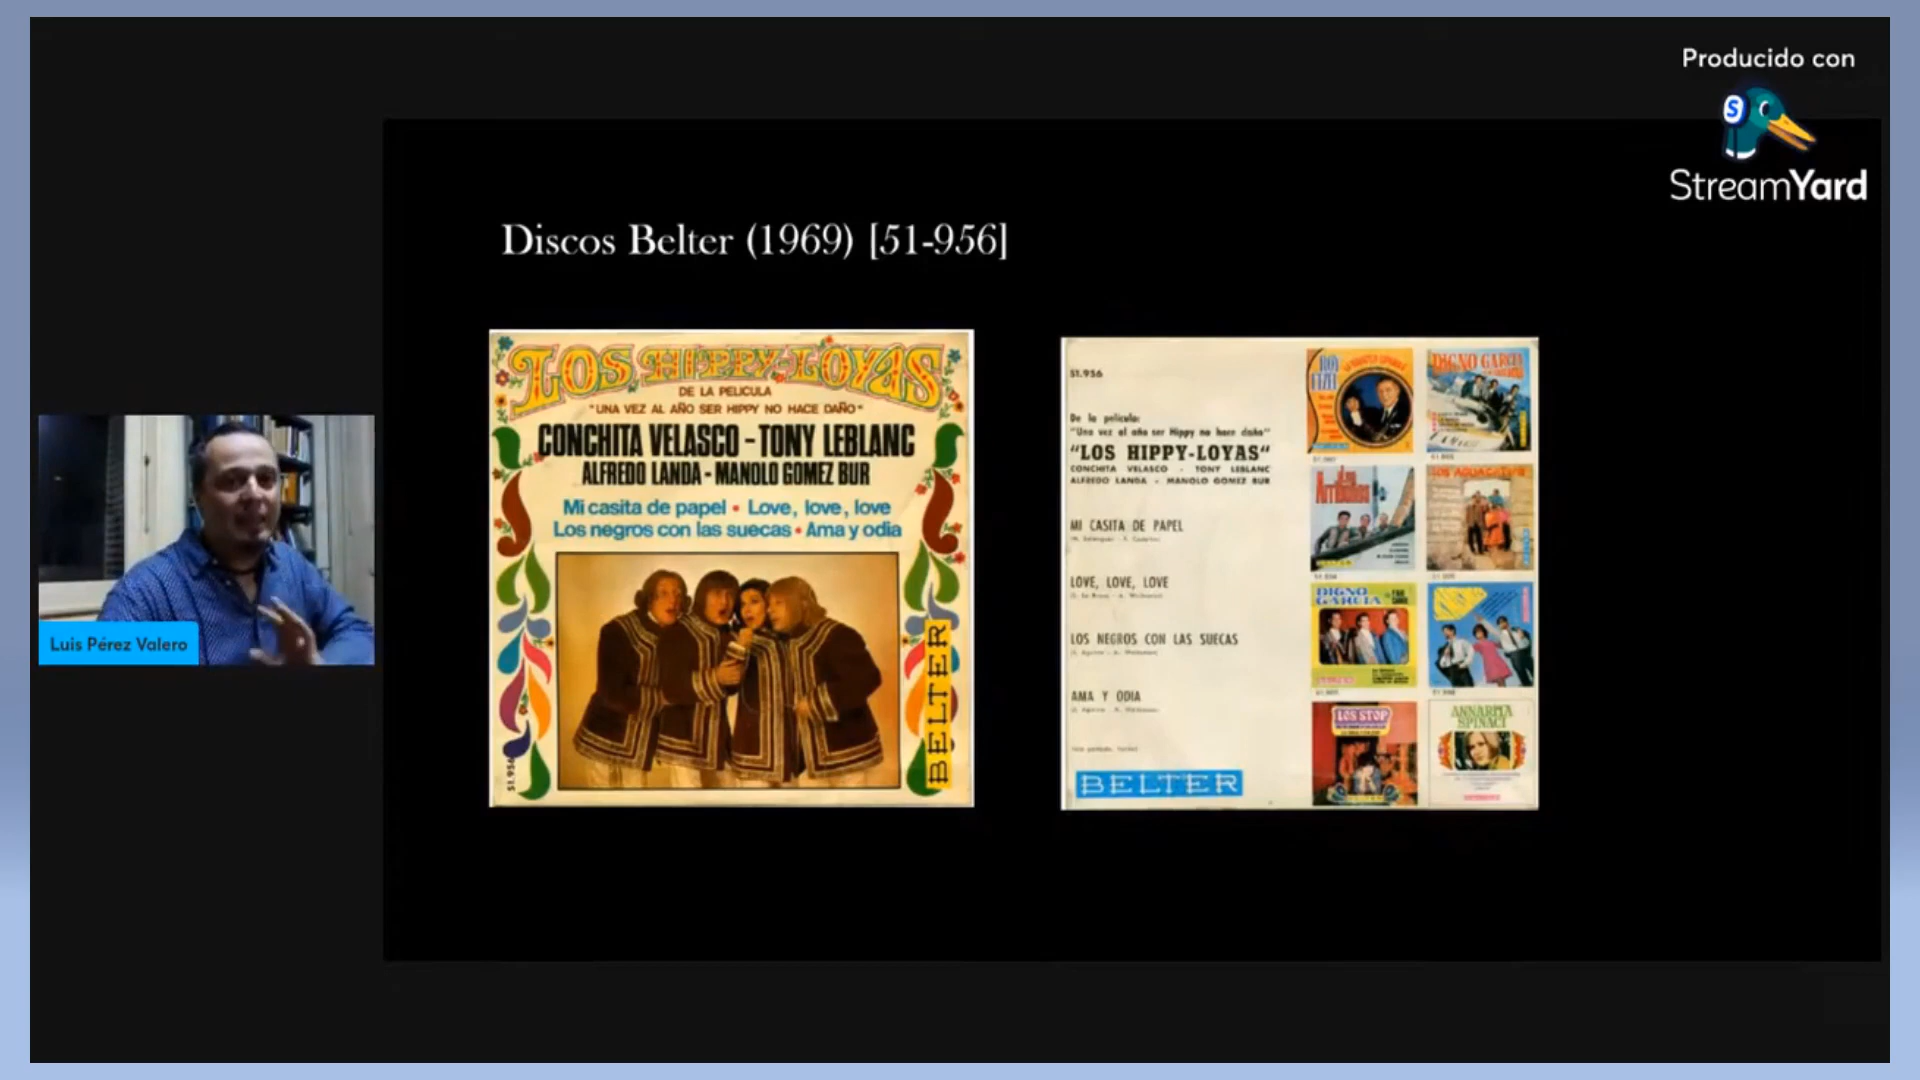 Producido con
StreamYard
Discos Belter (1969) [51-956]
LOS HIPPY-LOYAS
DE LA PELICULA
"UNA VEZ AL AÑO SER HIPPY NO HACE DAÑO"
CONCHITA VELASCO - TONY LEBLANC
ALFREDO LANDA - MANOLO GOMEZ BUR
Mi casita de papel • Love, love, love
Los negros con las suecas • Ama y odia
BELTER
51.956
51.956
De la película:
"Una vez al año ser Hippy no hace daño"
"LOS HIPPY-LOYAS"
CONCHITA VELASCO - TONY LEBLANC
ALFREDO LANDA - MANOLO GOMEZ BUR
MI CASITA DE PAPEL
LOVE, LOVE, LOVE
LOS NEGROS CON LAS SUECAS
AMA Y ODIA
BELTER
DIGNO GARCIA
Los
DIGNO
GARCIA
LOS STOP
ANNARITA
SPINACI
Luis Pérez Valero